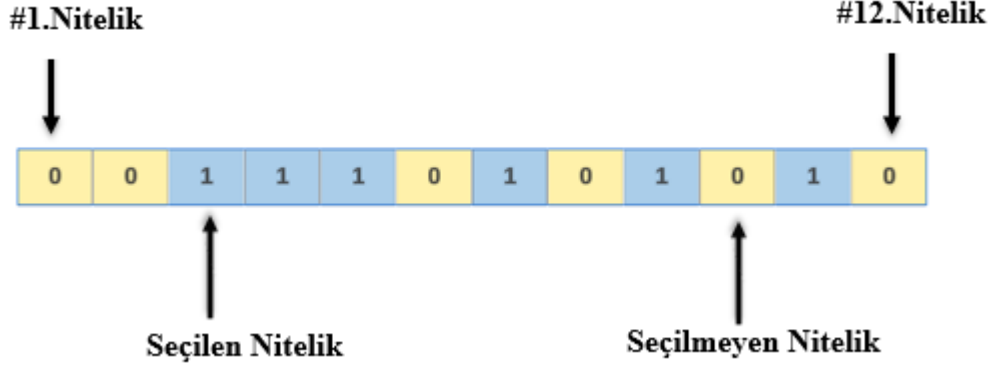 #1.Nitelik
#12.Nitelik
0 0 1 1 1 0 1 0 1 0 1 0
Seçilen Nitelik
Seçilmeyen Nitelik